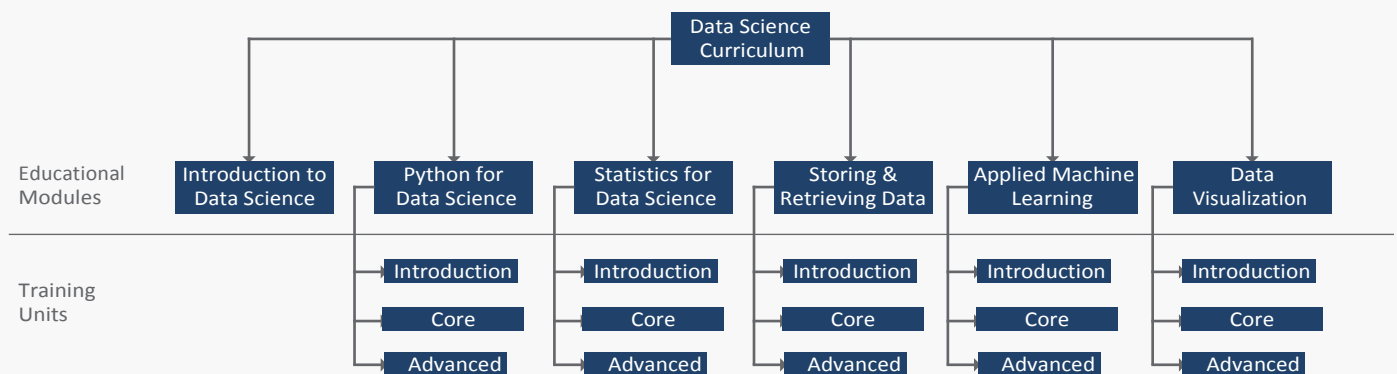 Data Science
Curriculum
Educational
Modules
Introduction to
Data Science
Python for
Data Science
Statistics for
Data Science
Storing &
Retrieving Data
Applied Machine
Learning
Data
Visualization
Training
Units
Introduction
Introduction
Introduction
Introduction
Introduction
Core
Core
Core
Core
Core
Advanced
Advanced
Advanced
Advanced
Advanced